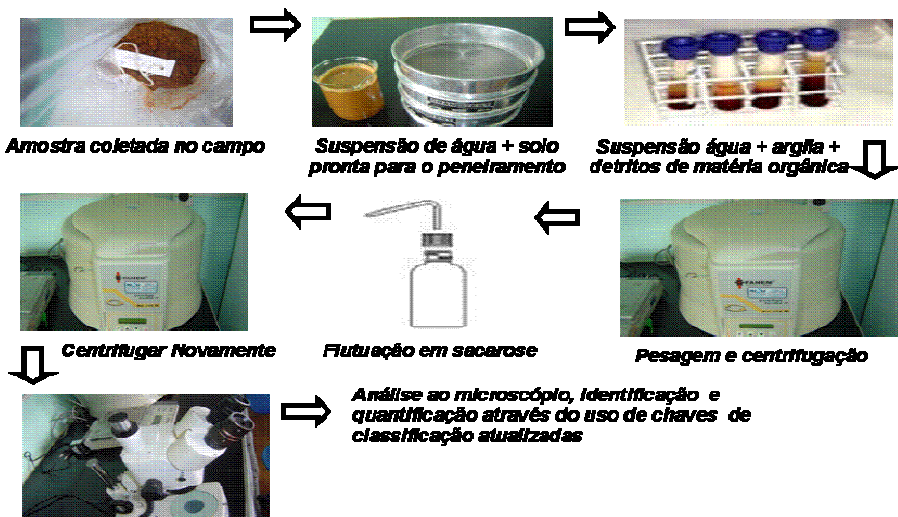 Amostra coletada no campo
Suspensão de água + solo
pronta para o peneiramento
Suspensão água + argila +
detritos de matéria orgânica
Centrifugar Novamente
Flutuação em sacarose
Pesagem e centrifugação
FANEM
Análise ao microscópio, identificação e
quantificação através do uso de chaves de
classificação atualizadas